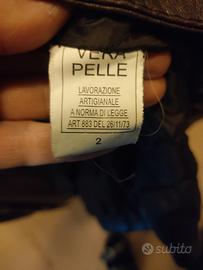 VERA
PELLE
LAVORAZIONE
ARTIGIANALE
A NORMA DI LEGGE
ART 883 DEL 26/11/73
2
subito